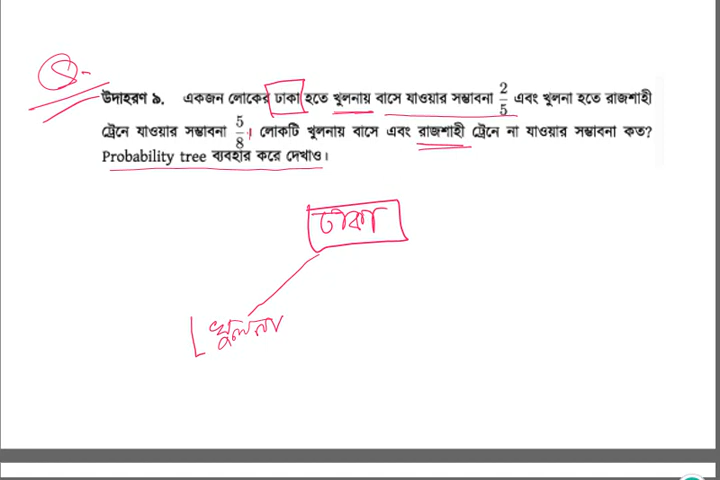 উদাহরণ ৯. একজন লোকের ঢাকা হতে খুলনায় বাসে যাওয়ার সম্ভাবনা 2/5 এবং খুলনা হতে রাজশাহী
ট্রেনে যাওয়ার সম্ভাবনা 5/8। লোকটি খুলনায় বাসে এবং রাজশাহী ট্রেনে না যাওয়ার সম্ভাবনা কত?
Probability tree ব্যবহার করে দেখাও।
ঢাকা
খুলনা